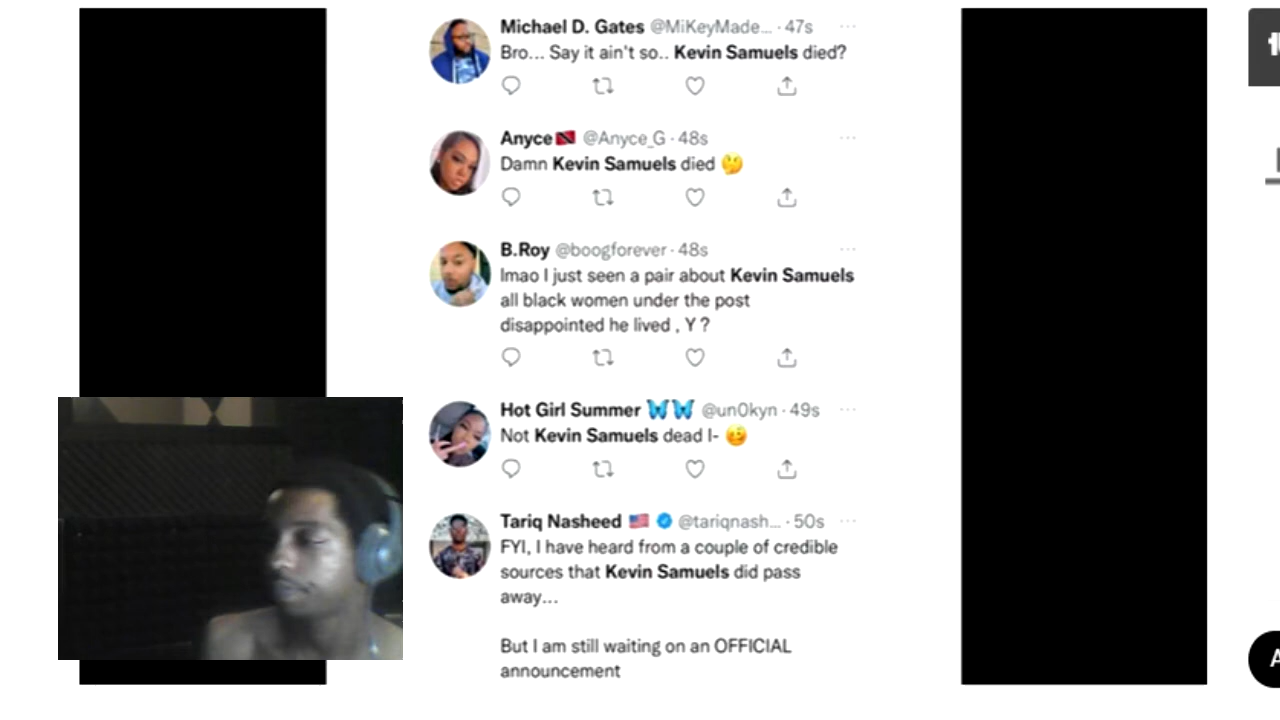 Michael D. Gates @MiKeyMade... · 47s
Bro... Say it ain't so.. Kevin Samuels died?
Anyce🇹🇹 @Anyce_G · 48s
Damn Kevin Samuels died 🤔
B.Roy @boogforever · 48s
lmao I just seen a pair about Kevin Samuels
all black women under the post
disappointed he lived , Y ?
Hot Girl Summer 🦋🦋 @un0kyn · 49s
Not Kevin Samuels dead I- 🥴
Tariq Nasheed 🇺🇸 @tariqnash... · 50s
FYI, I have heard from a couple of credible
sources that Kevin Samuels did pass
away...
But I am still waiting on an OFFICIAL
announcement